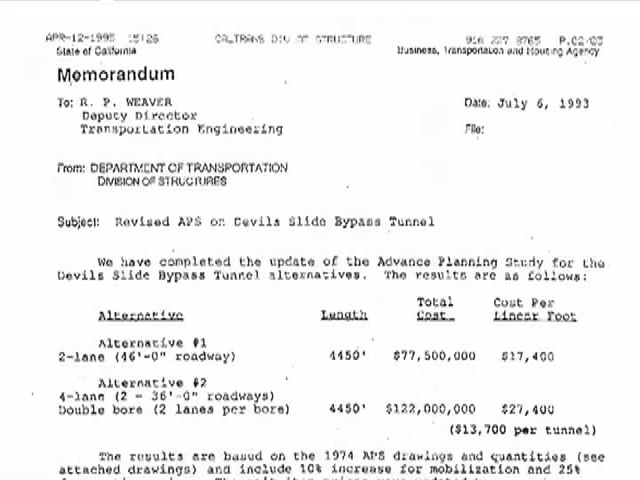 APR-12-1995 15:26 CALTRANS DIV OF STRUCTURE 916 227 8765 P.02/03
State of California Business, Transportation and Housing Agency
Memorandum
To: R. P. WEAVER Date: July 6, 1993
Deputy Director
Transportation Engineering File:
From: DEPARTMENT OF TRANSPORTATION
DIVISION OF STRUCTURES
Subject: Revised APS on Devils Slide Bypass Tunnel
We have completed the update of the Advance Planning Study for the
Devils Slide Bypass Tunnel alternatives. The results are as follows:
Total Cost Per
Alternative Length Cost Linear Foot
Alternative #1
2-lane (46'-0" roadway) 4450' $77,500,000 $17,400
Alternative #2
4-lane (2 - 36'-0" roadways)
Double bore (2 lanes per bore) 4450' $122,000,000 $27,400
($13,700 per tunnel)
The results are based on the 1974 APS drawings and quantities (see
attached drawings) and include 10% increase for mobilization and 25%